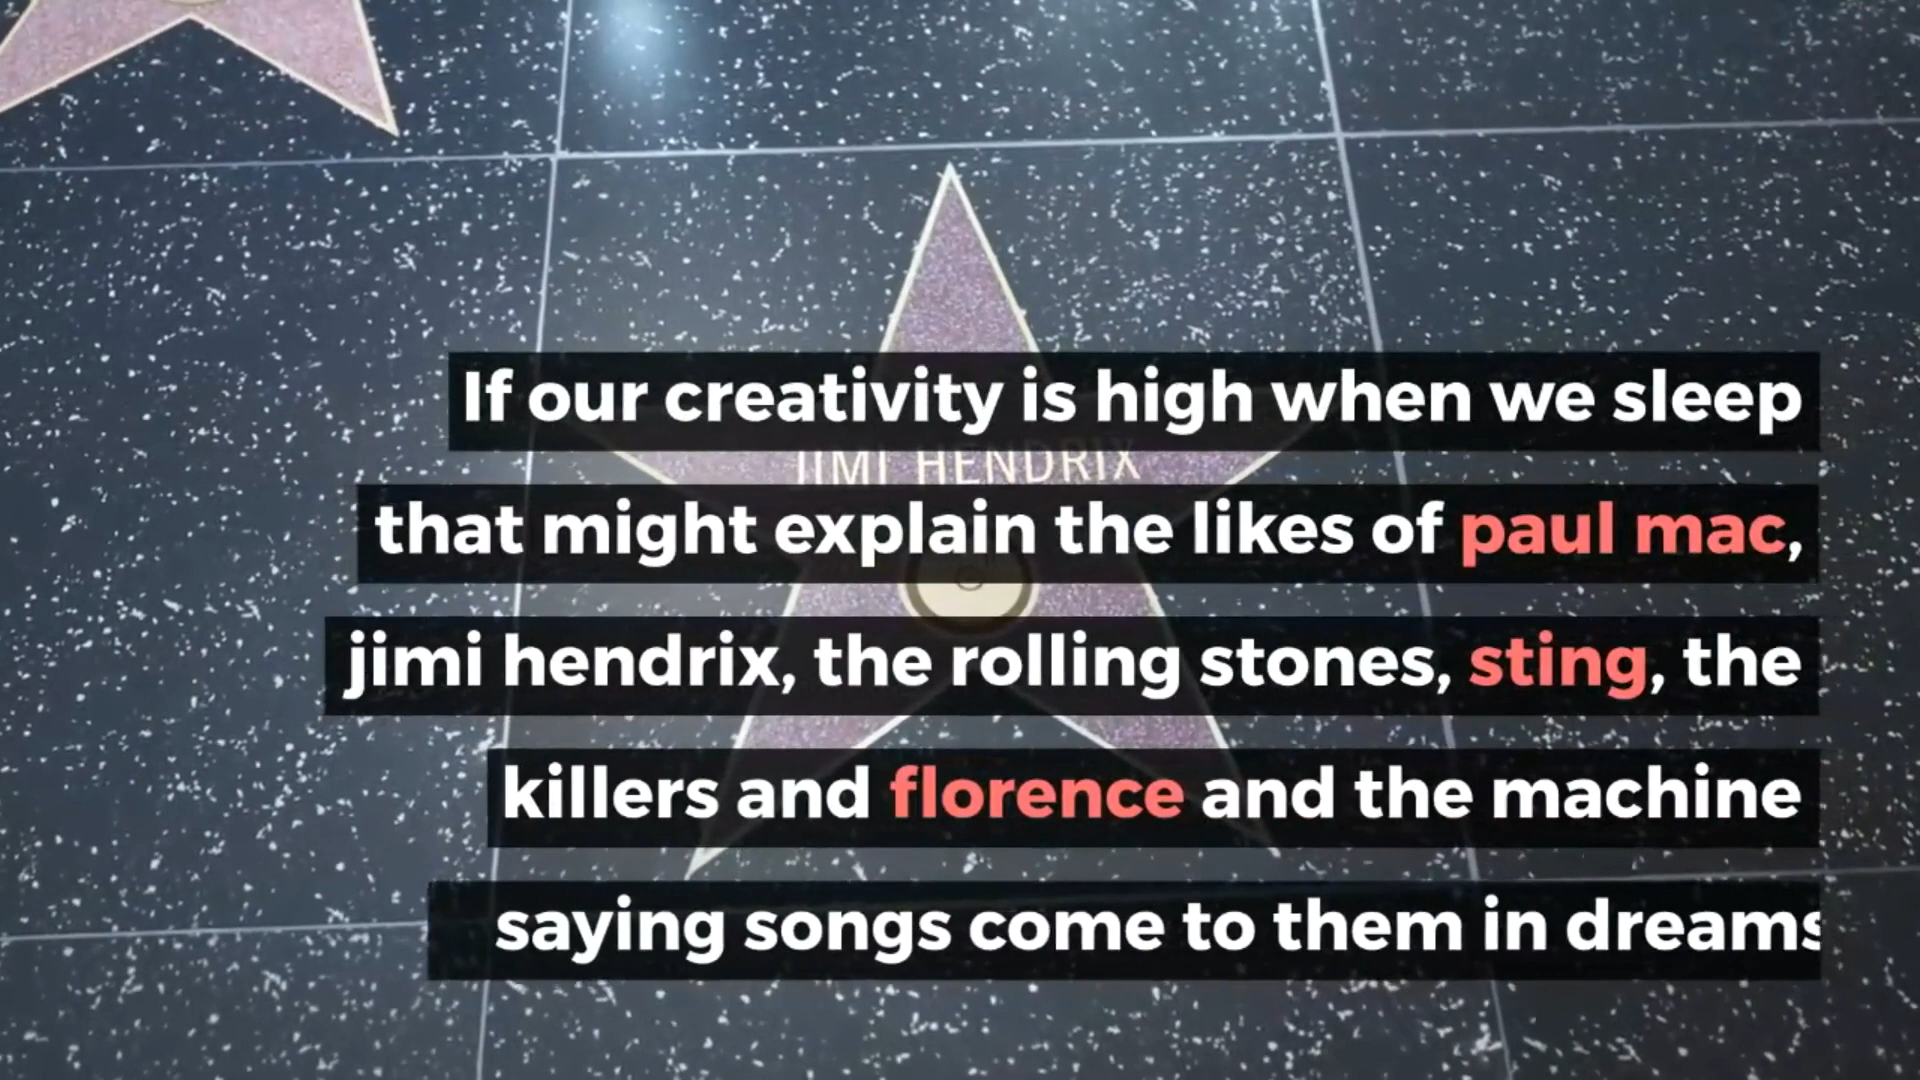 If our creativity is high when we sleep
JIMI HENDRIX
that might explain the likes of paul mac,
jimi hendrix, the rolling stones, sting, the
killers and florence and the machine
saying songs come to them in dreams